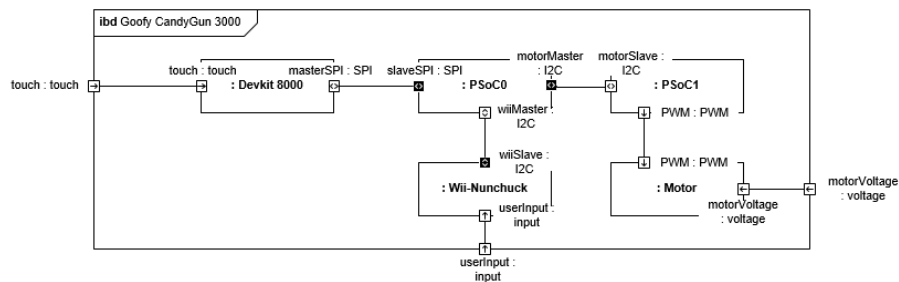 ibd Goofy CandyGun 3000
touch : touch
touch : touch
: Devkit 8000
masterSPI : SPI
slaveSPI : SPI
: PSoC0
motorMaster
: I2C
motorSlave :
I2C
: PSoC1
wiiMaster :
I2C
PWM : PWM
wiiSlave :
I2C
PWM : PWM
: Wii-Nunchuck
: Motor
userInput :
input
motorVoltage
: voltage
motorVoltage
: voltage
userInput :
input